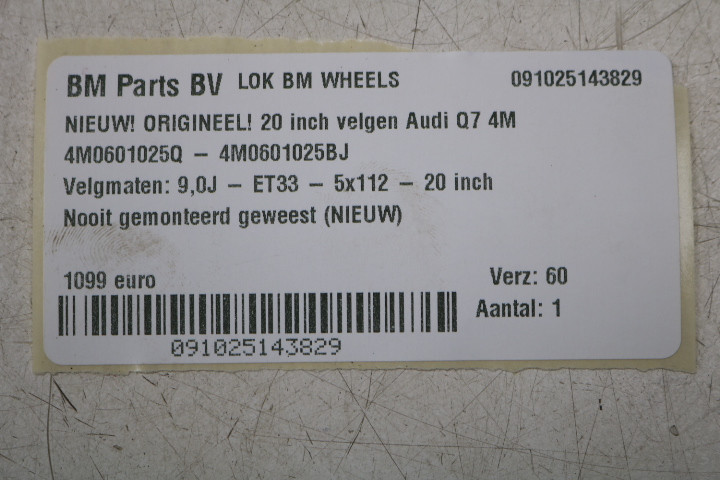 BM Parts BV LOK BM WHEELS 091025143829
NIEUW! ORIGINEEL! 20 inch velgen Audi Q7 4M
4M0601025Q – 4M0601025BJ
Velgmaten: 9,0J – ET33 – 5x112 – 20 inch
Nooit gemonteerd geweest (NIEUW)
1099 euro Verz: 60
Aantal: 1
091025143829